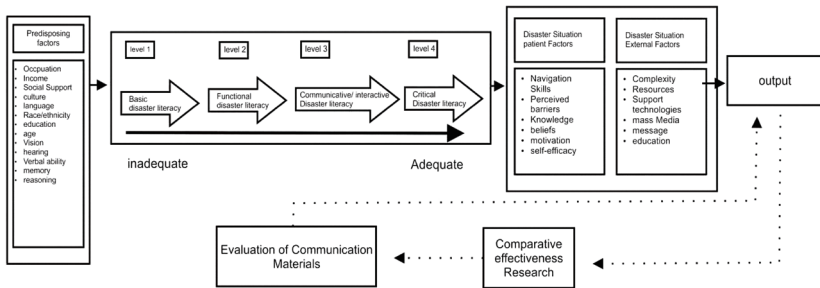 Predisposing
factors
Occpuation
Income
Social Support
culture
language
Race/ethnicity
education
age
Vision
hearing
Verbal ability
memory
reasoning
level 1
level 2
level 3
level 4
Basic
disaster literacy
Functional
disaster literacy
Communicative/ interactive
Disaster literacy
Critical
Disaster literacy
inadequate
Adequate
Disaster Situation
patient Factors
Navigation
Skills
Perceived
barriers
Knowledge
beliefs
motivation
self-efficacy
Disaster Situation
External Factors
Complexity
Resources
Support
technologies
mass Media
message
education
output
Evaluation of Communication
Materials
Comparative
effectiveness
Research